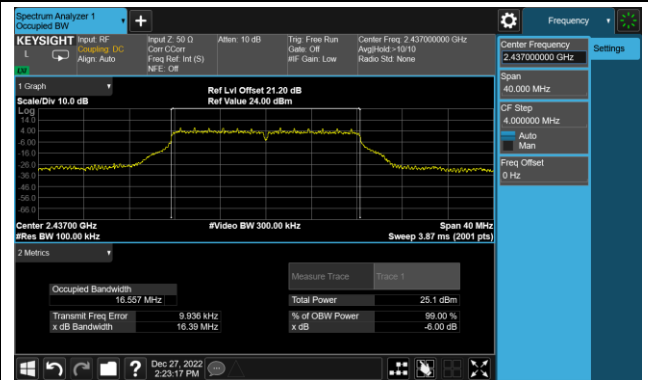 Spectrum Analyzer 1
Occupied BW
Frequency
KEYSIGHT Input: RF Input Z: 50 Ω Atten: 10 dB Trig: Free Run Center Freq: 2.437000000 GHz
L Coupling: DC Corr CCorr Gate: Off Avg|Hold:>10/10
Align: Auto Freq Ref: Int (S) #IF Gain: Low Radio Std: None
NFE: Off
Center Frequency
2.437000000 GHz
Settings
Span
40.000 MHz
CF Step
4.000000 MHz
Auto
Man
Freq Offset
0 Hz
1 Graph
Ref Lvl Offset 21.20 dB
Scale/Div 10.0 dB Ref Value 24.00 dBm
Log
14.0
4.00
-6.00
-16.0
-26.0
-36.0
-46.0
-56.0
-66.0
Center 2.43700 GHz #Video BW 300.00 kHz Span 40 MHz
#Res BW 100.00 kHz Sweep 3.87 ms (2001 pts)
2 Metrics
Measure Trace Trace 1
Occupied Bandwidth
16.557 MHz Total Power 25.1 dBm
Transmit Freq Error 9.936 kHz % of OBW Power 99.00 %
x dB Bandwidth 16.39 MHz x dB -6.00 dB
Dec 27, 2022
2:23:17 PM